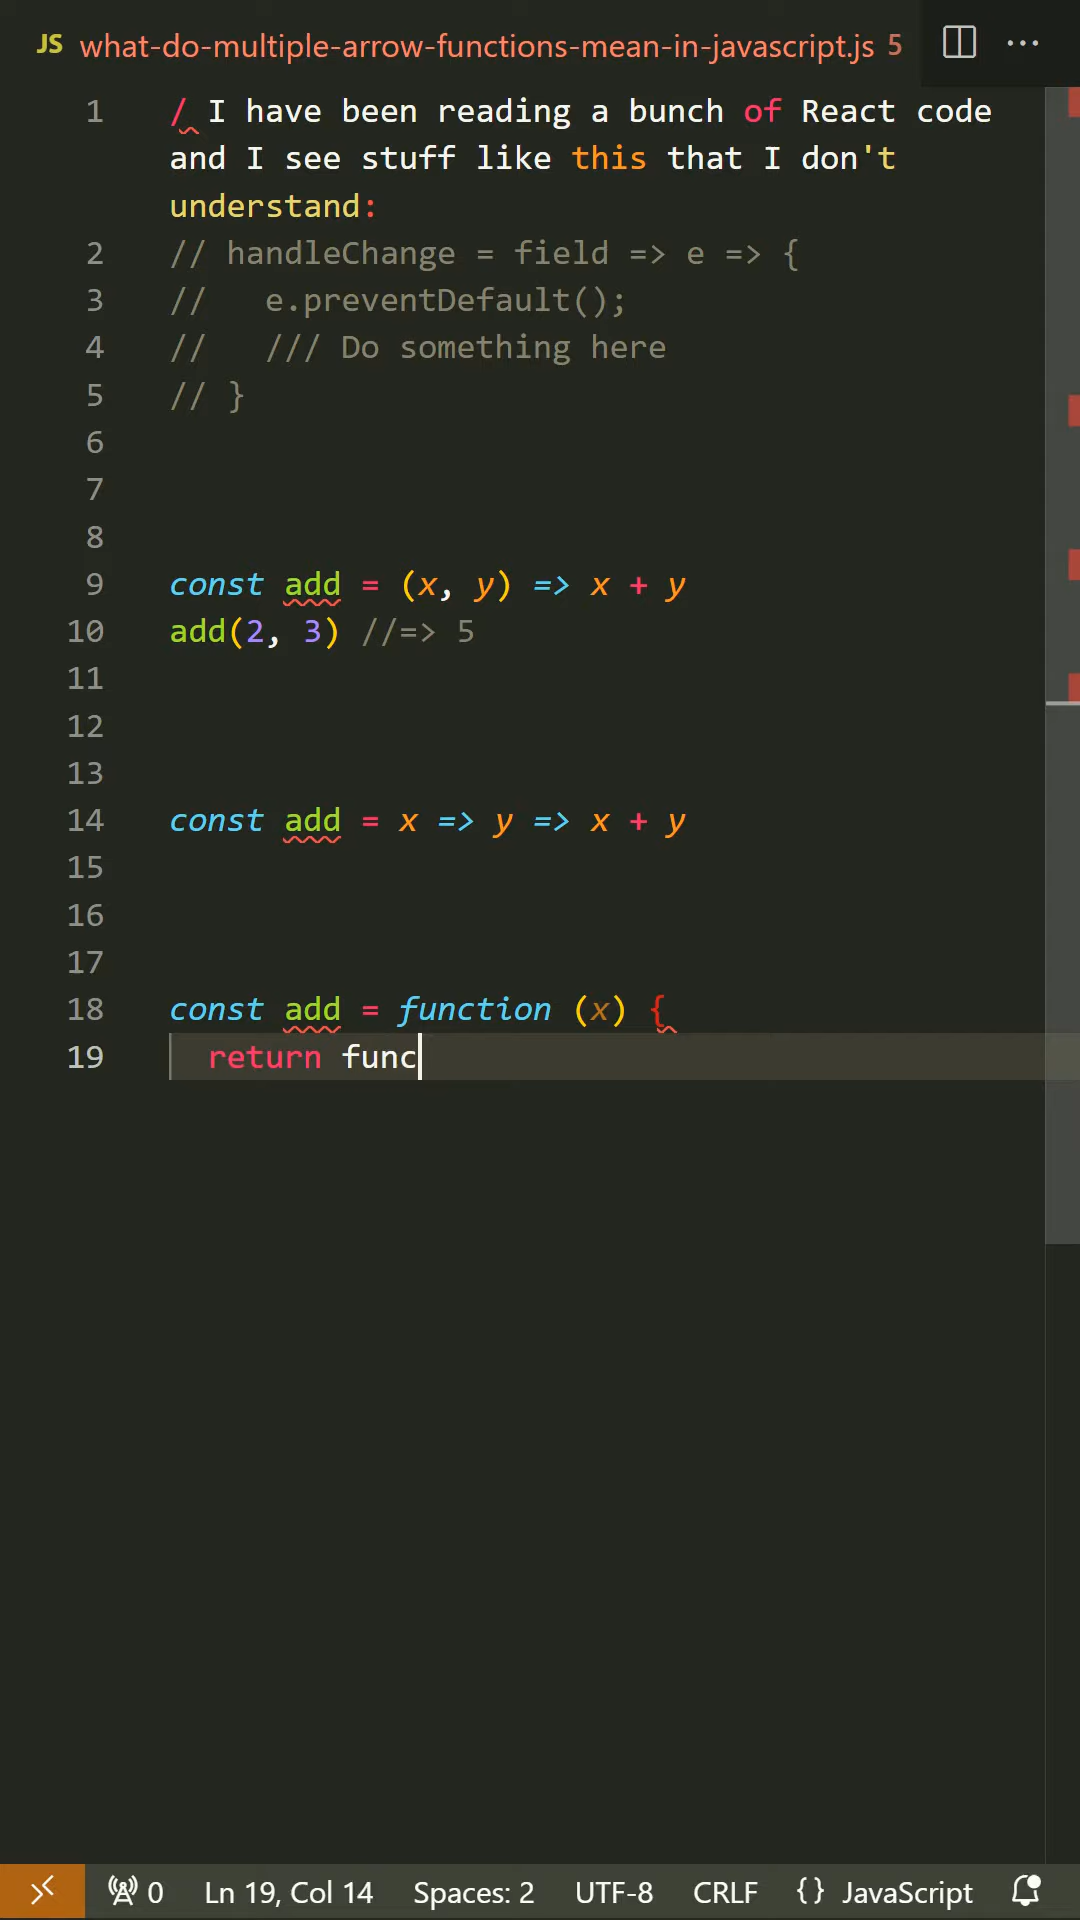 JS what-do-multiple-arrow-functions-mean-in-javascript.js 5 ···
1 / I have been reading a bunch of React code
and I see stuff like this that I don't
understand:
2 // handleChange = field => e => {
3 //   e.preventDefault();
4 //   /// Do something here
5 // }
6
7
8
9 const add = (x, y) => x + y
10 add(2, 3) //=> 5
11
12
13
14 const add = x => y => x + y
15
16
17
18 const add = function (x) {
19   return func
0 Ln 19, Col 14 Spaces: 2 UTF-8 CRLF {} JavaScript